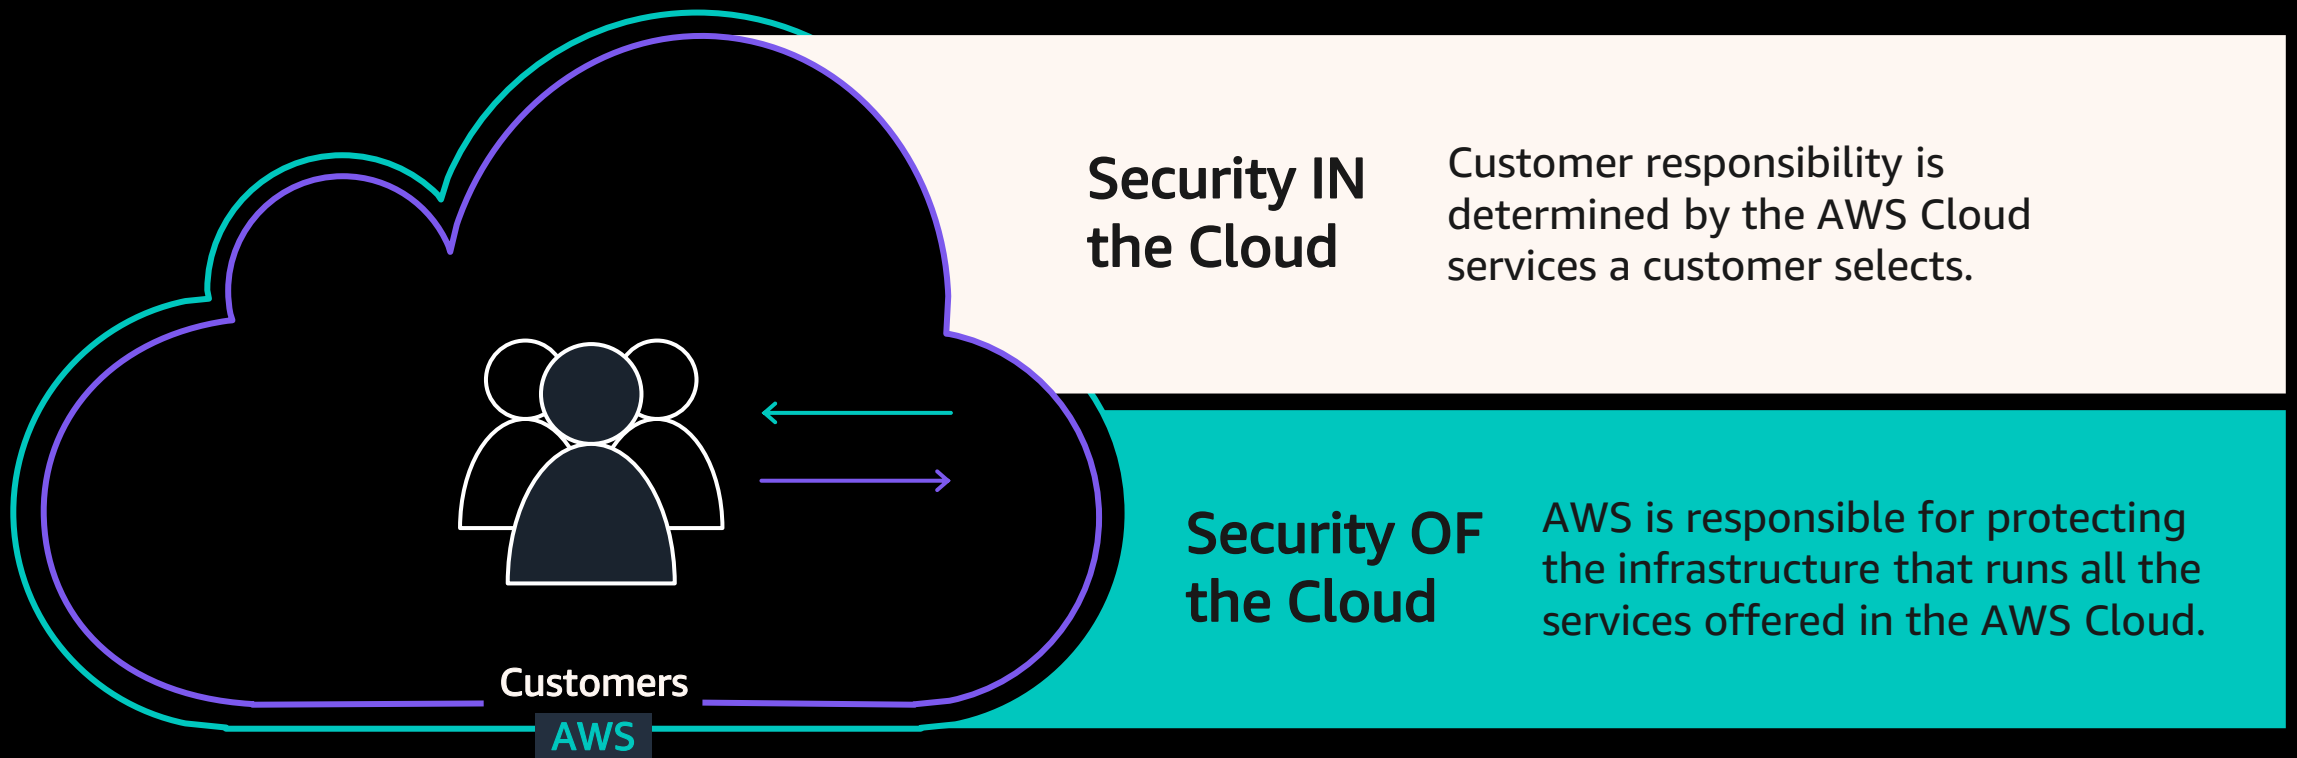 Security IN
the Cloud
Customer responsibility is
determined by the AWS Cloud
services a customer selects.
Security OF
the Cloud
AWS is responsible for protecting
the infrastructure that runs all the
services offered in the AWS Cloud.
Customers
AWS